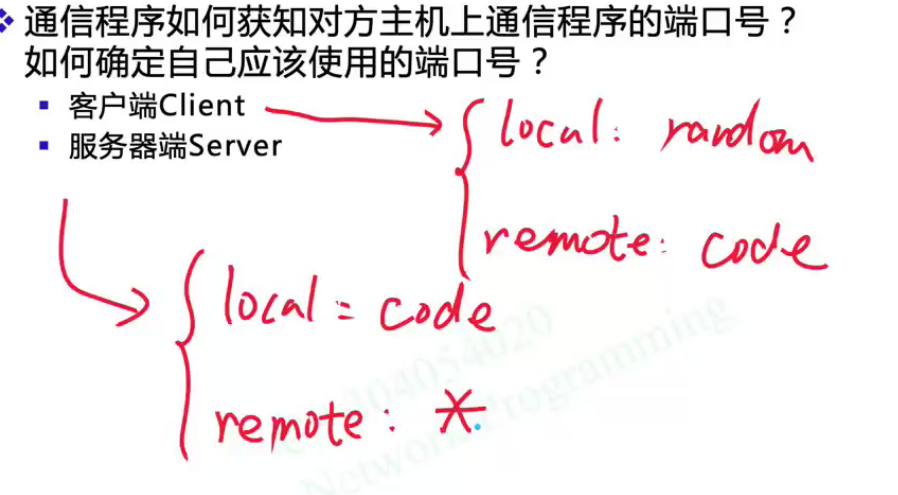 通信程序如何获知对方主机上通信程序的端口号？
如何确定自己应该使用的端口号？
客户端Client
服务器端Server
local: random
remote: code
local: code
remote: *
04054020
Network Programming